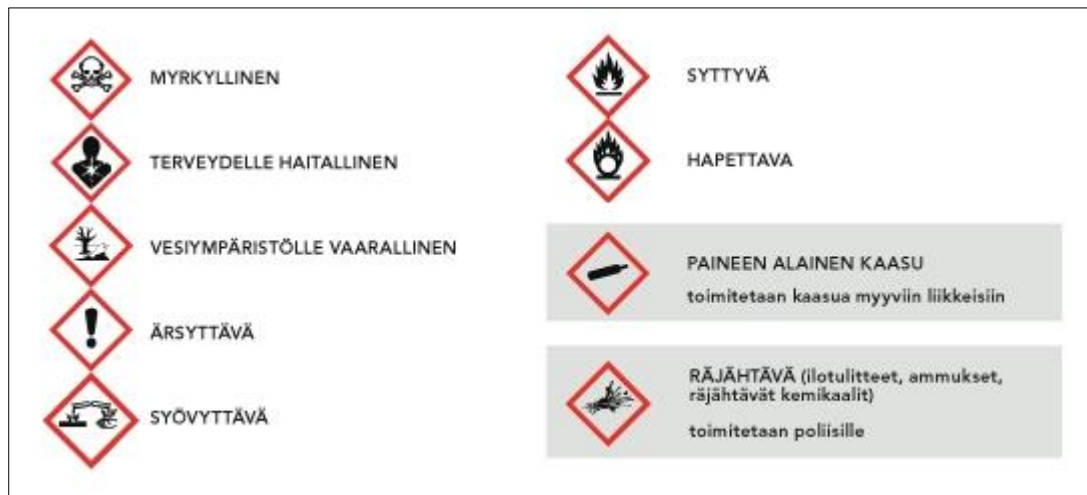 MYRKYLLINEN
TERVEYDELLE HAITALLINEN
VESIYMPÄRISTÖLLE VAARALLINEN
ÄRSYTTÄVÄ
SYÖVYTTÄVÄ
SYTTYVÄ
HAPETTAVA
PAINEEN ALAINEN KAASU
toimitetaan kaasua myyviin liikkeisiin
RÄJÄHTÄVÄ (ilotulitteet, ammukset,
räjähtävät kemikaalit)
toimitetaan poliisille